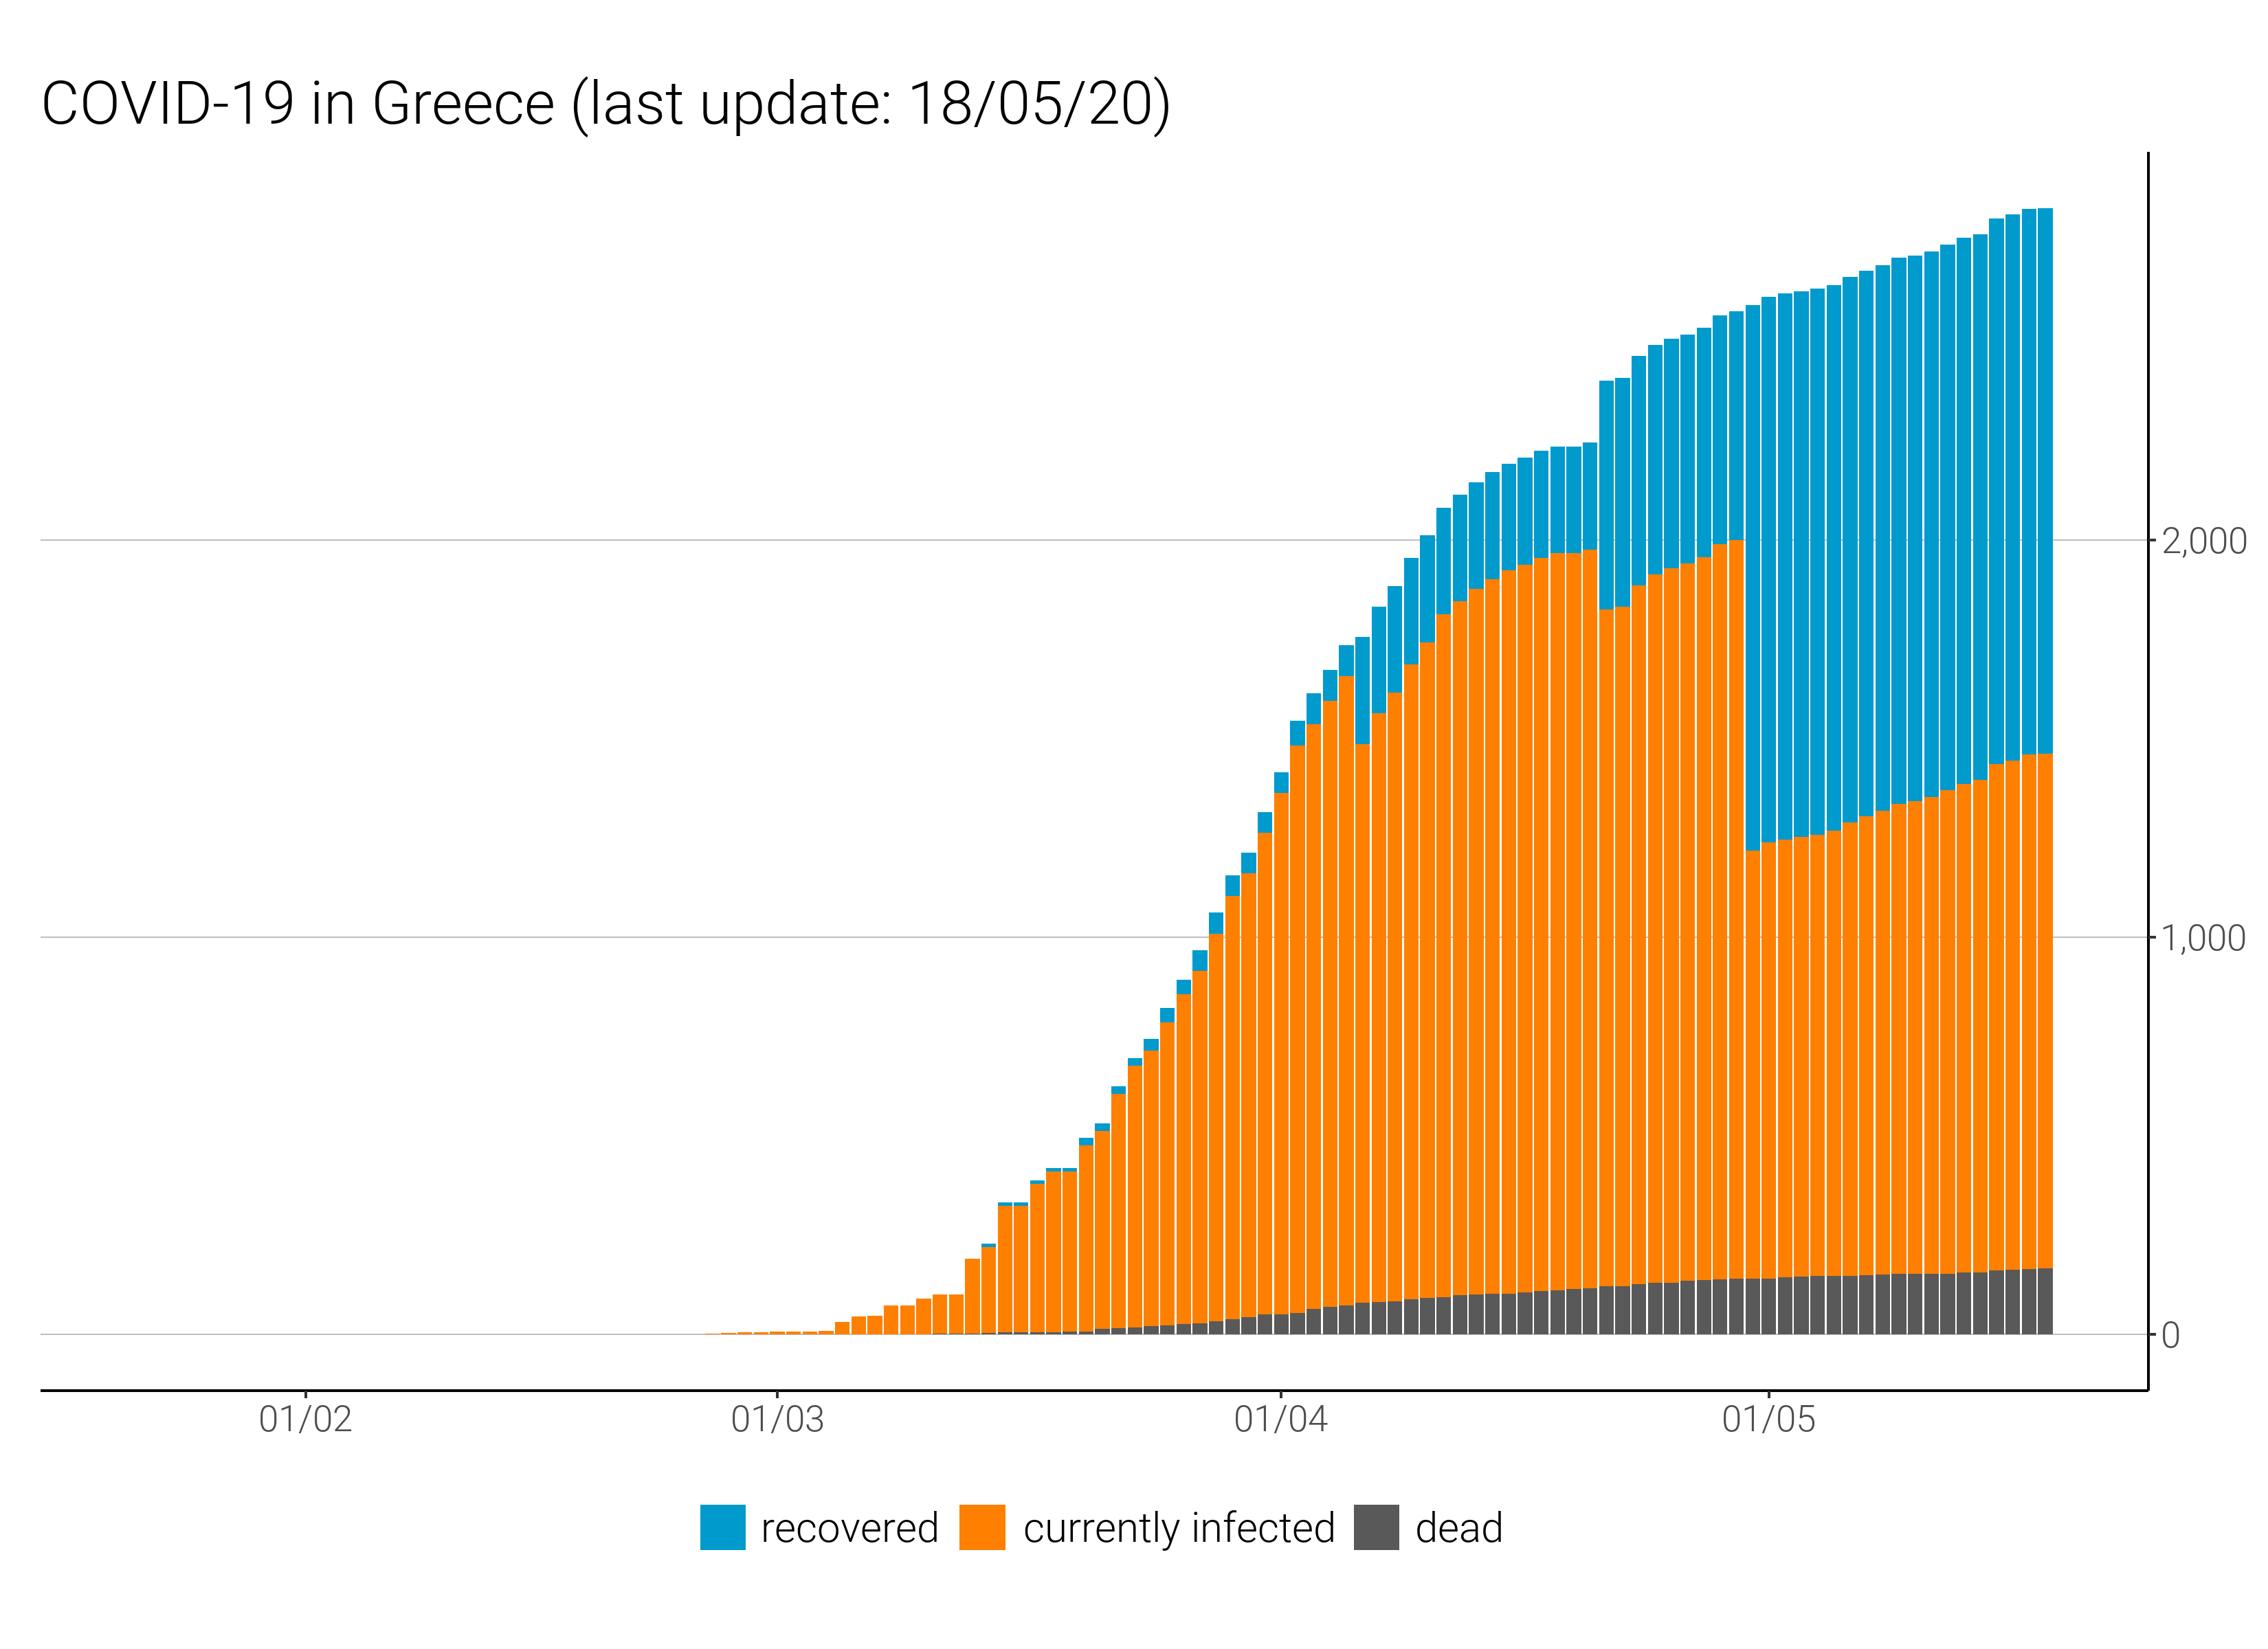 COVID-19 in Greece (last update: 18/05/20)
2,000
1,000
0
01/02 01/03 01/04 01/05
recovered currently infected dead